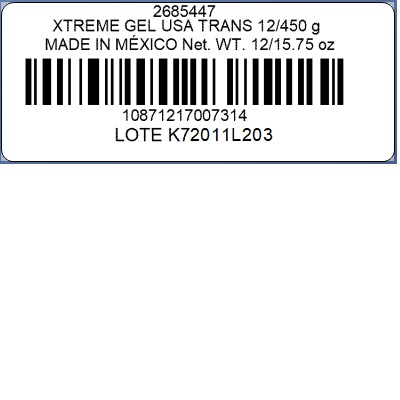 2685447
XTREME GEL USA TRANS 12/450 g
MADE IN MÉXICO Net. WT. 12/15.75 oz
10871217007314
LOTE K72011L203